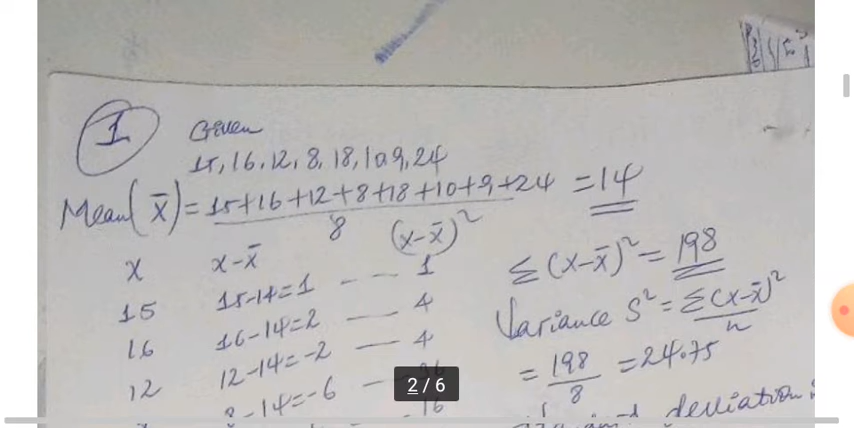 1 Given
15, 16, 12, 8, 18, 10 9, 24
Mean (x̄) = 15+16+12+8+18+10+9+24 / 8 = 14
x x-x̄ (x-x̄)²
15 15-14=1 -- 1
16 16-14=2 -- 4
12 12-14=-2 -- 4
8-14=-6 -- 36
16
Σ(x-x̄)² = 198
Variance S² = Σ(x-x̄)² / n
= 198 / 8 = 24.75
deviation
2 / 6